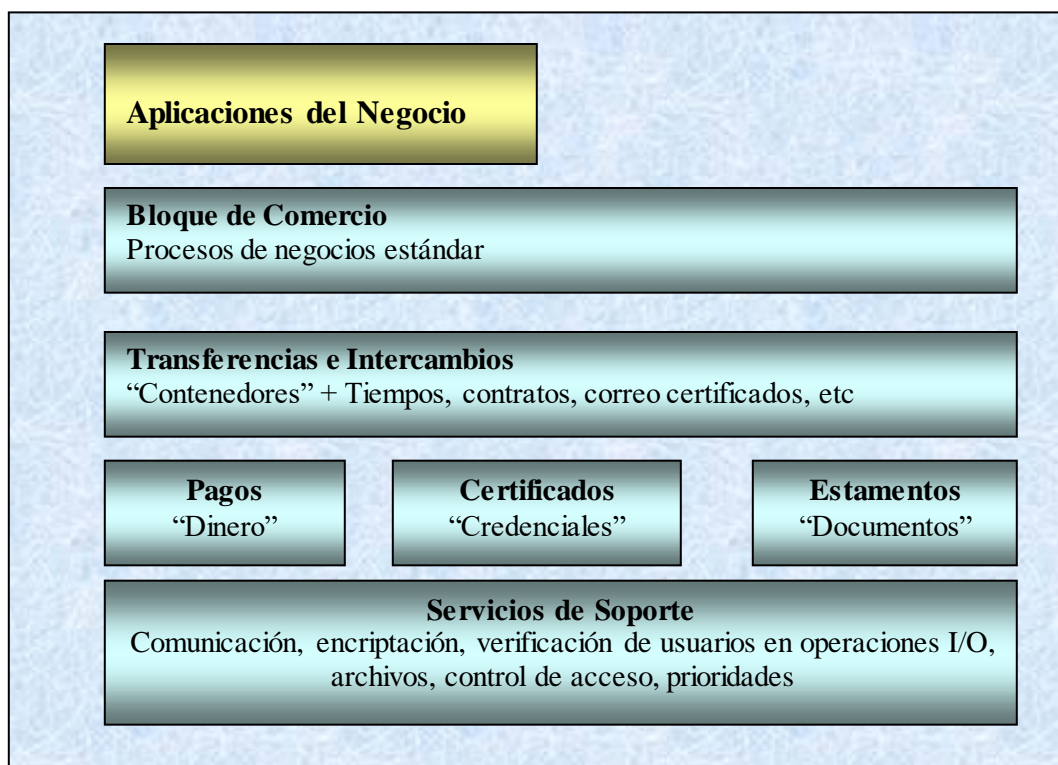 Aplicaciones del Negocio
Bloque de Comercio
Procesos de negocios estándar
Transferencias e Intercambios
“Contenedores” + Tiempos, contratos, correo certificados, etc
Pagos
“Dinero”
Certificados
“Credenciales”
Estamentos
“Documentos”
Servicios de Soporte
Comunicación, encriptación, verificación de usuarios en operaciones I/O,
archivos, control de acceso, prioridades